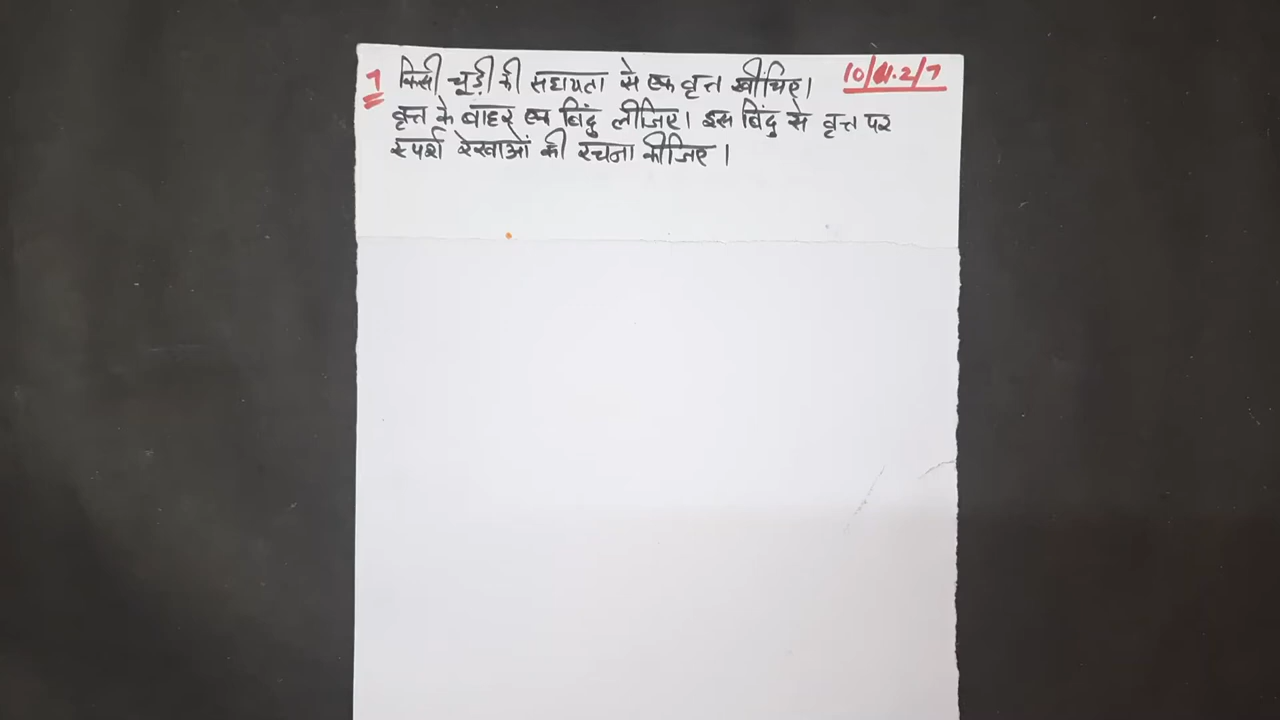 7 किसी चूड़ी की सहायता से एक वृत्त खींचिए। 10/11.2/7
वृत्त के बाहर एक बिंदु लीजिए। इस बिंदु से वृत्त पर
स्पर्श रेखाओं की रचना कीजिए।